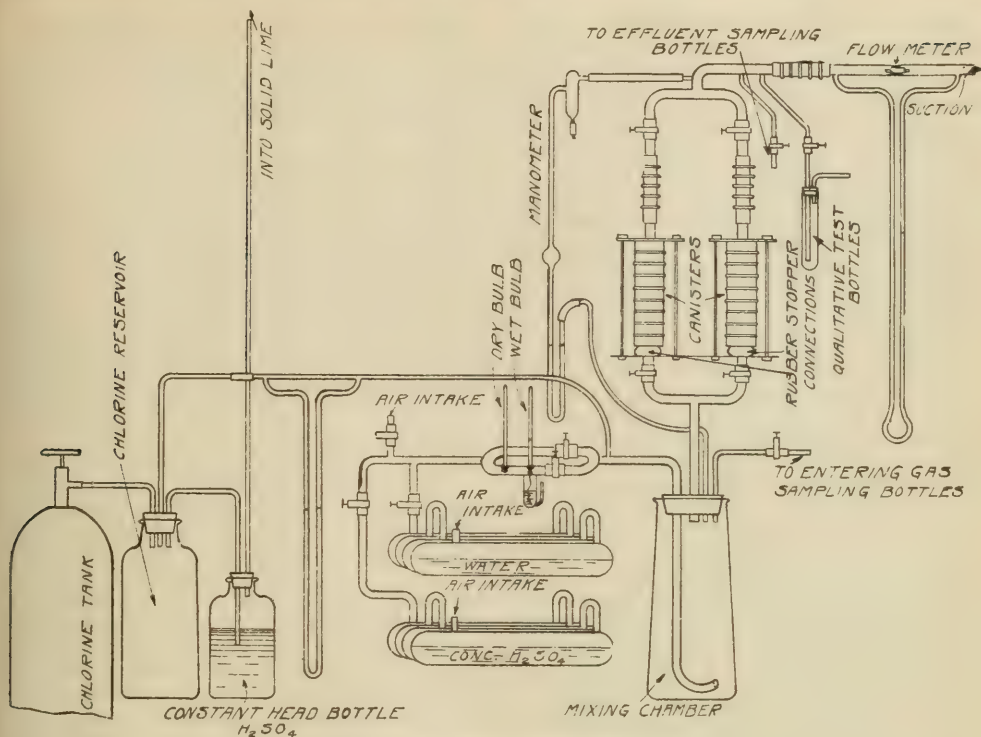 TO EFFLUENT SAMPLING
BOTTLES
FLOW METER
SUCTION
INTO SOLID LIME
MANOMETER
CHLORINE RESERVOIR
DRY BULB
WET BULB
CANISTERS
RUBBER STOPPER
CONNECTIONS
QUALITATIVE TEST
BOTTLES
AIR INTAKE
TO ENTERING GAS
SAMPLING BOTTLES
AIR
INTAKE
WATER
AIR INTAKE
CONC- H₂SO₄
CHLORINE TANK
CONSTANT HEAD BOTTLE
H₂SO₄
MIXING CHAMBER